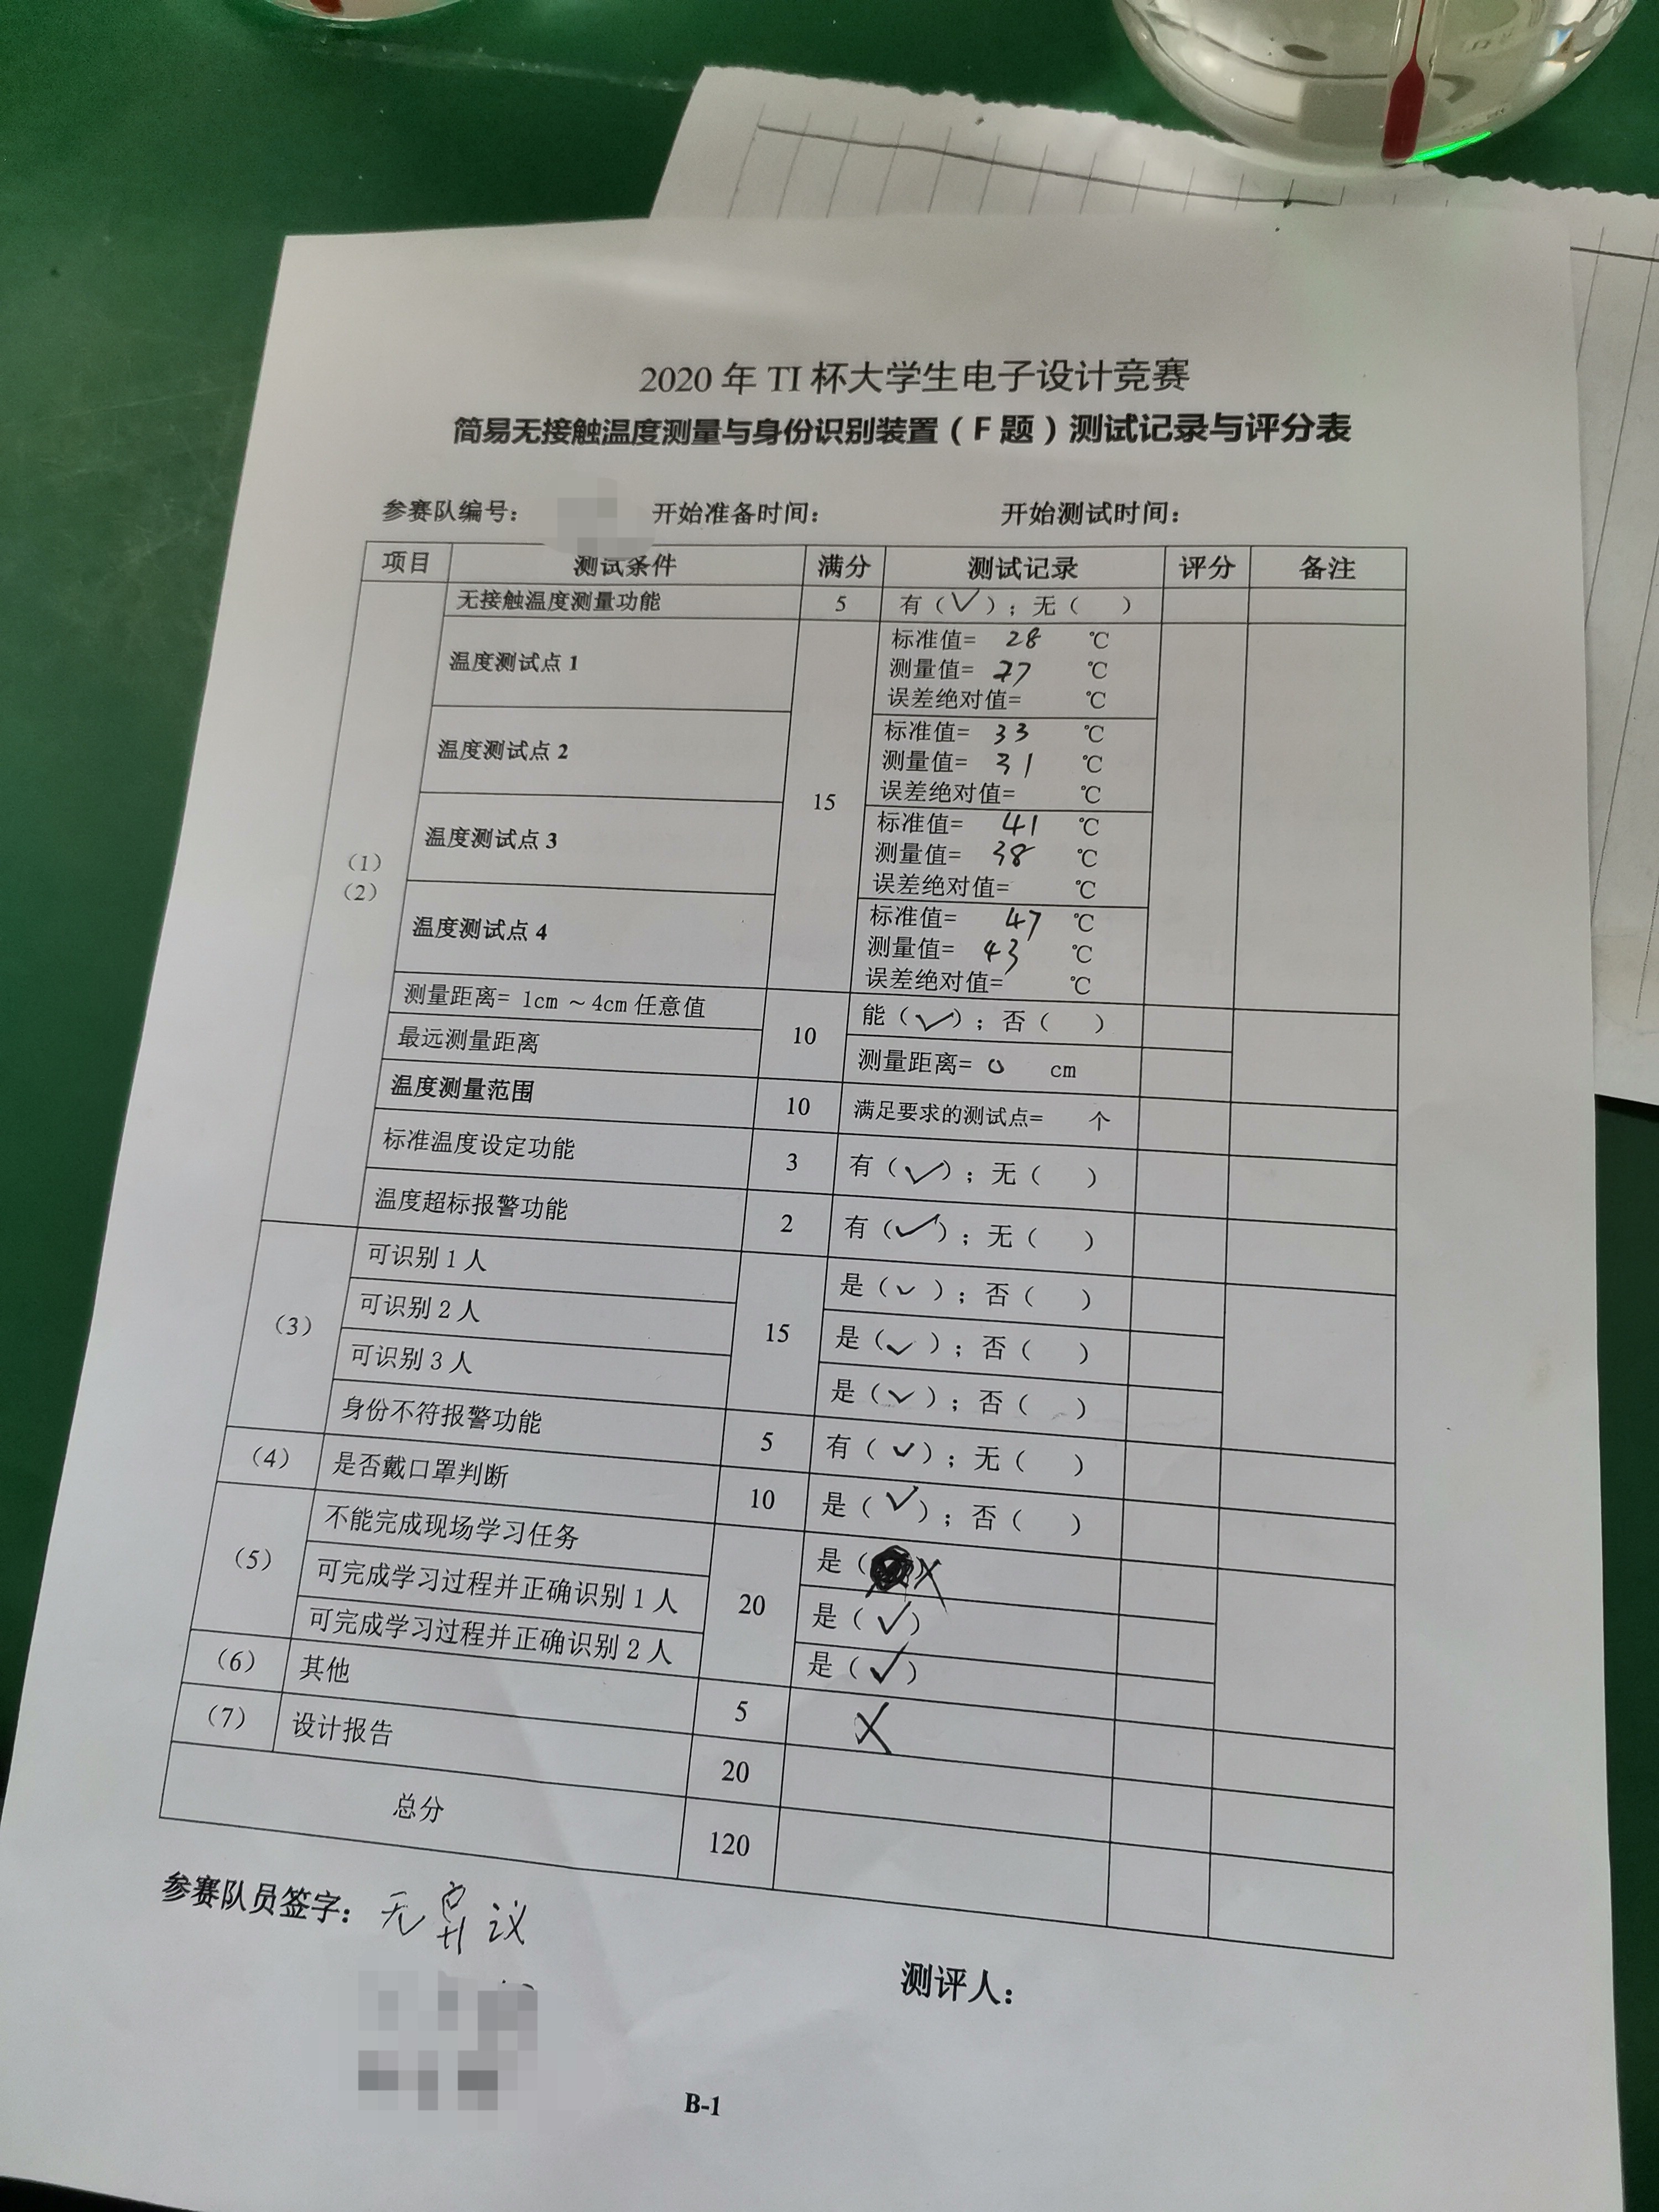 2020 年 TI 杯大学生电子设计竞赛
简易无接触温度测量与身份识别装置（F 题）测试记录与评分表
参赛队编号： 开始准备时间： 开始测试时间：
项目 测试条件 满分 测试记录 评分 备注
（1）
（2）
无接触温度测量功能 5 有（✓）；无（ ）
温度测试点 1 15 标准值= 28 ℃
测量值= 27 ℃
误差绝对值= ℃
温度测试点 2 标准值= 33 ℃
测量值= 31 ℃
误差绝对值= ℃
温度测试点 3 标准值= 41 ℃
测量值= 38 ℃
误差绝对值= ℃
温度测试点 4 标准值= 47 ℃
测量值= 43 ℃
误差绝对值= ℃
测量距离= 1cm ~ 4cm 任意值 10 能（✓）；否（ ）
最远测量距离 测量距离= 0 cm
温度测量范围 10 满足要求的测试点= 个
标准温度设定功能 3 有（✓）；无（ ）
温度超标报警功能 2 有（✓）；无（ ）
（3） 可识别 1 人 15 是（✓）；否（ ）
可识别 2 人 是（✓）；否（ ）
可识别 3 人 是（✓）；否（ ）
身份不符报警功能 5 有（✓）；无（ ）
（4） 是否戴口罩判断 10 是（✓）；否（ ）
（5） 不能完成现场学习任务 20 是（ ）X
可完成学习过程并正确识别 1 人 是（✓）
可完成学习过程并正确识别 2 人 是（✓）
（6） 其他 5 X
（7） 设计报告 20
总分 120
参赛队员签字：无异议
测评人：
B-1